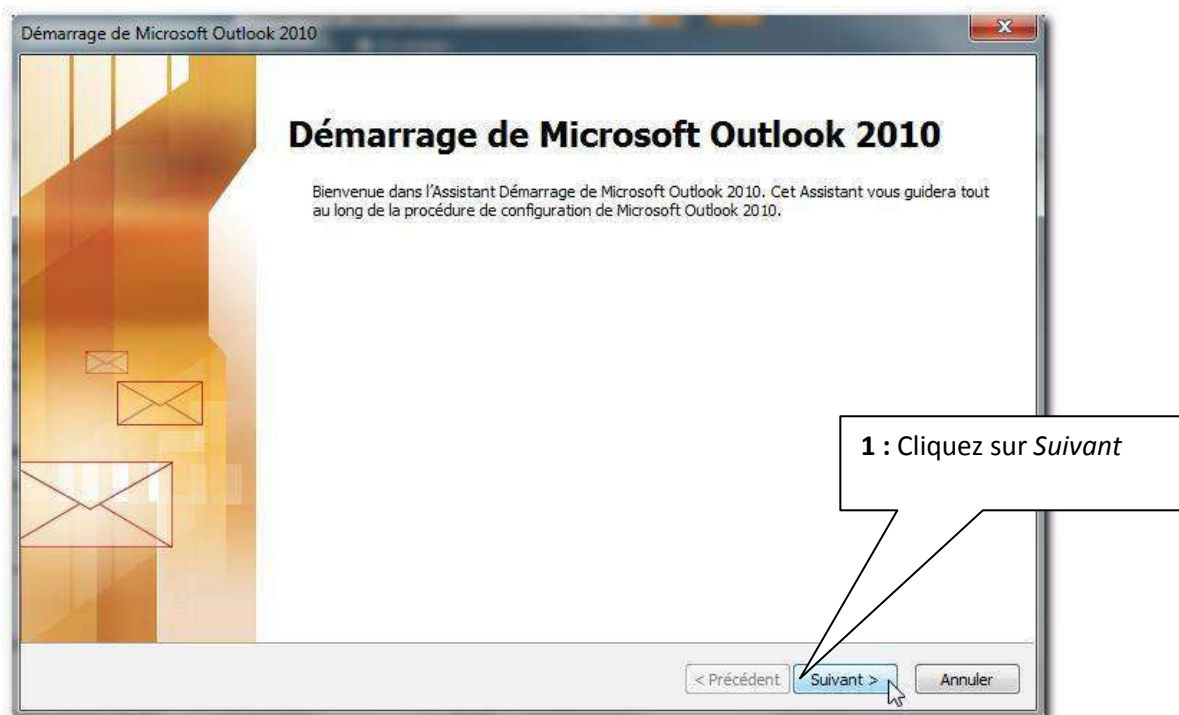 Démarrage de Microsoft Outlook 2010
Démarrage de Microsoft Outlook 2010
Bienvenue dans l'Assistant Démarrage de Microsoft Outlook 2010. Cet Assistant vous guidera tout
au long de la procédure de configuration de Microsoft Outlook 2010.
1 : Cliquez sur Suivant
< Précédent Suivant > Annuler